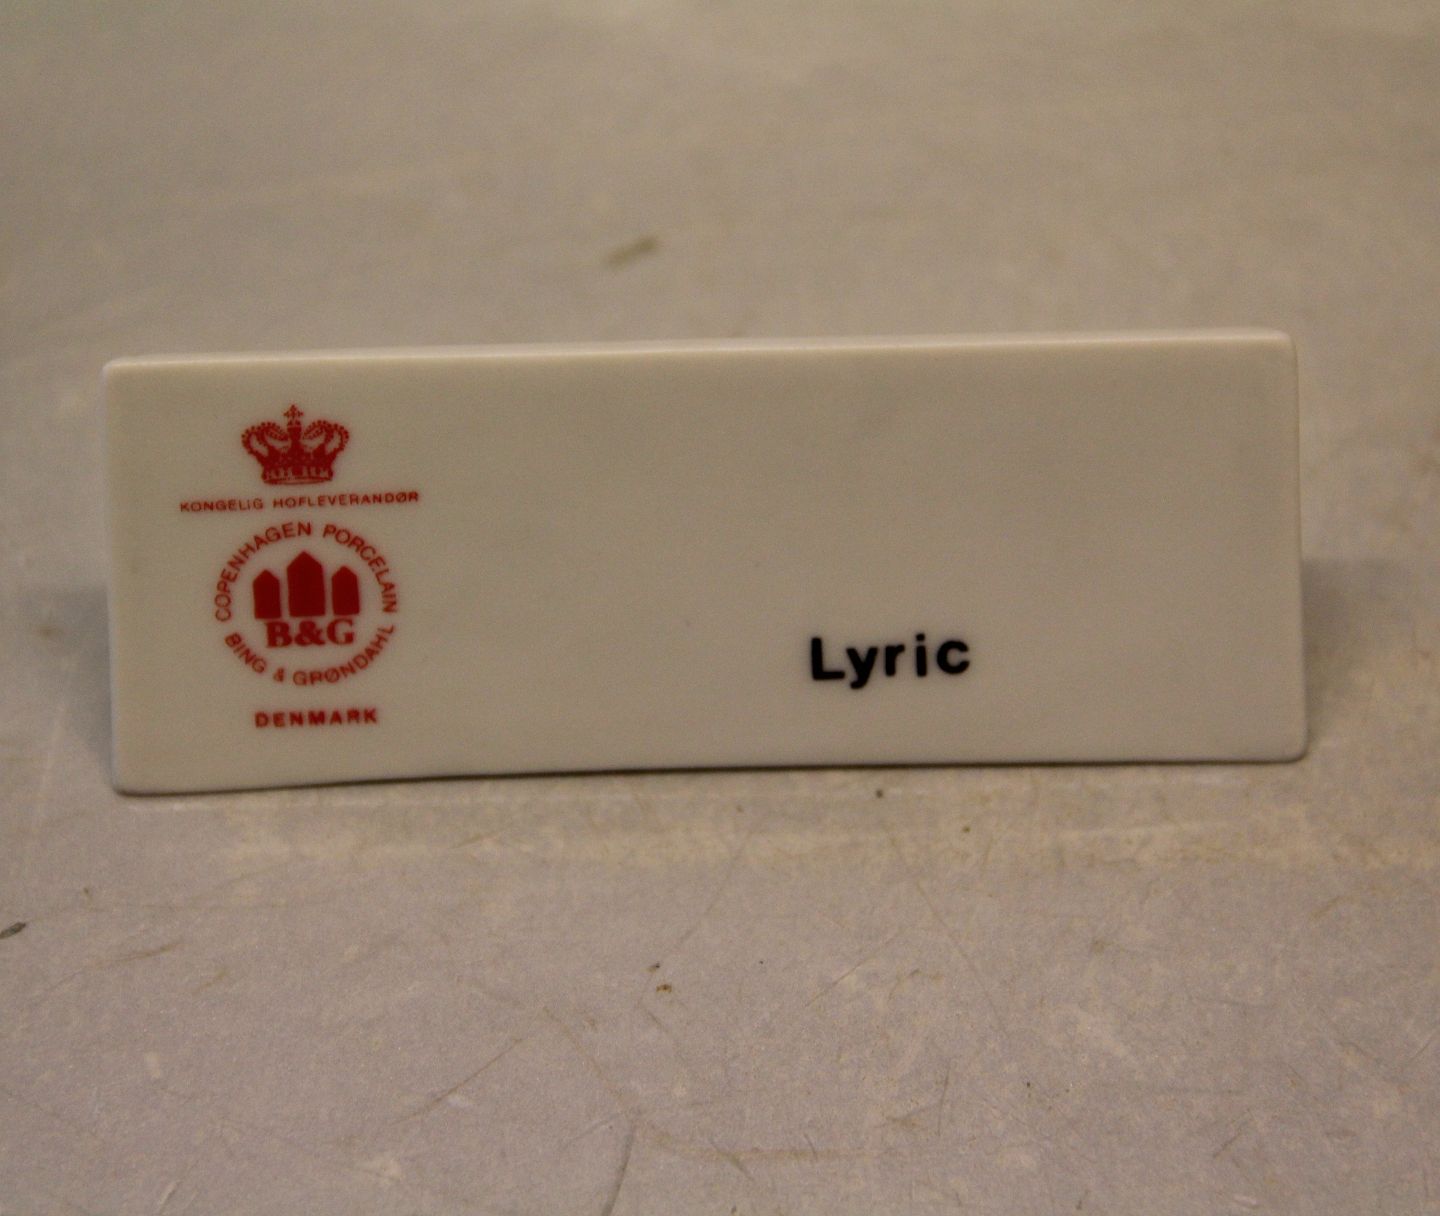 KONGELIG HOFLEVERANDØR
COPENHAGEN PORCELAIN
B&G
BING & GRØNDAHL
DENMARK
Lyric